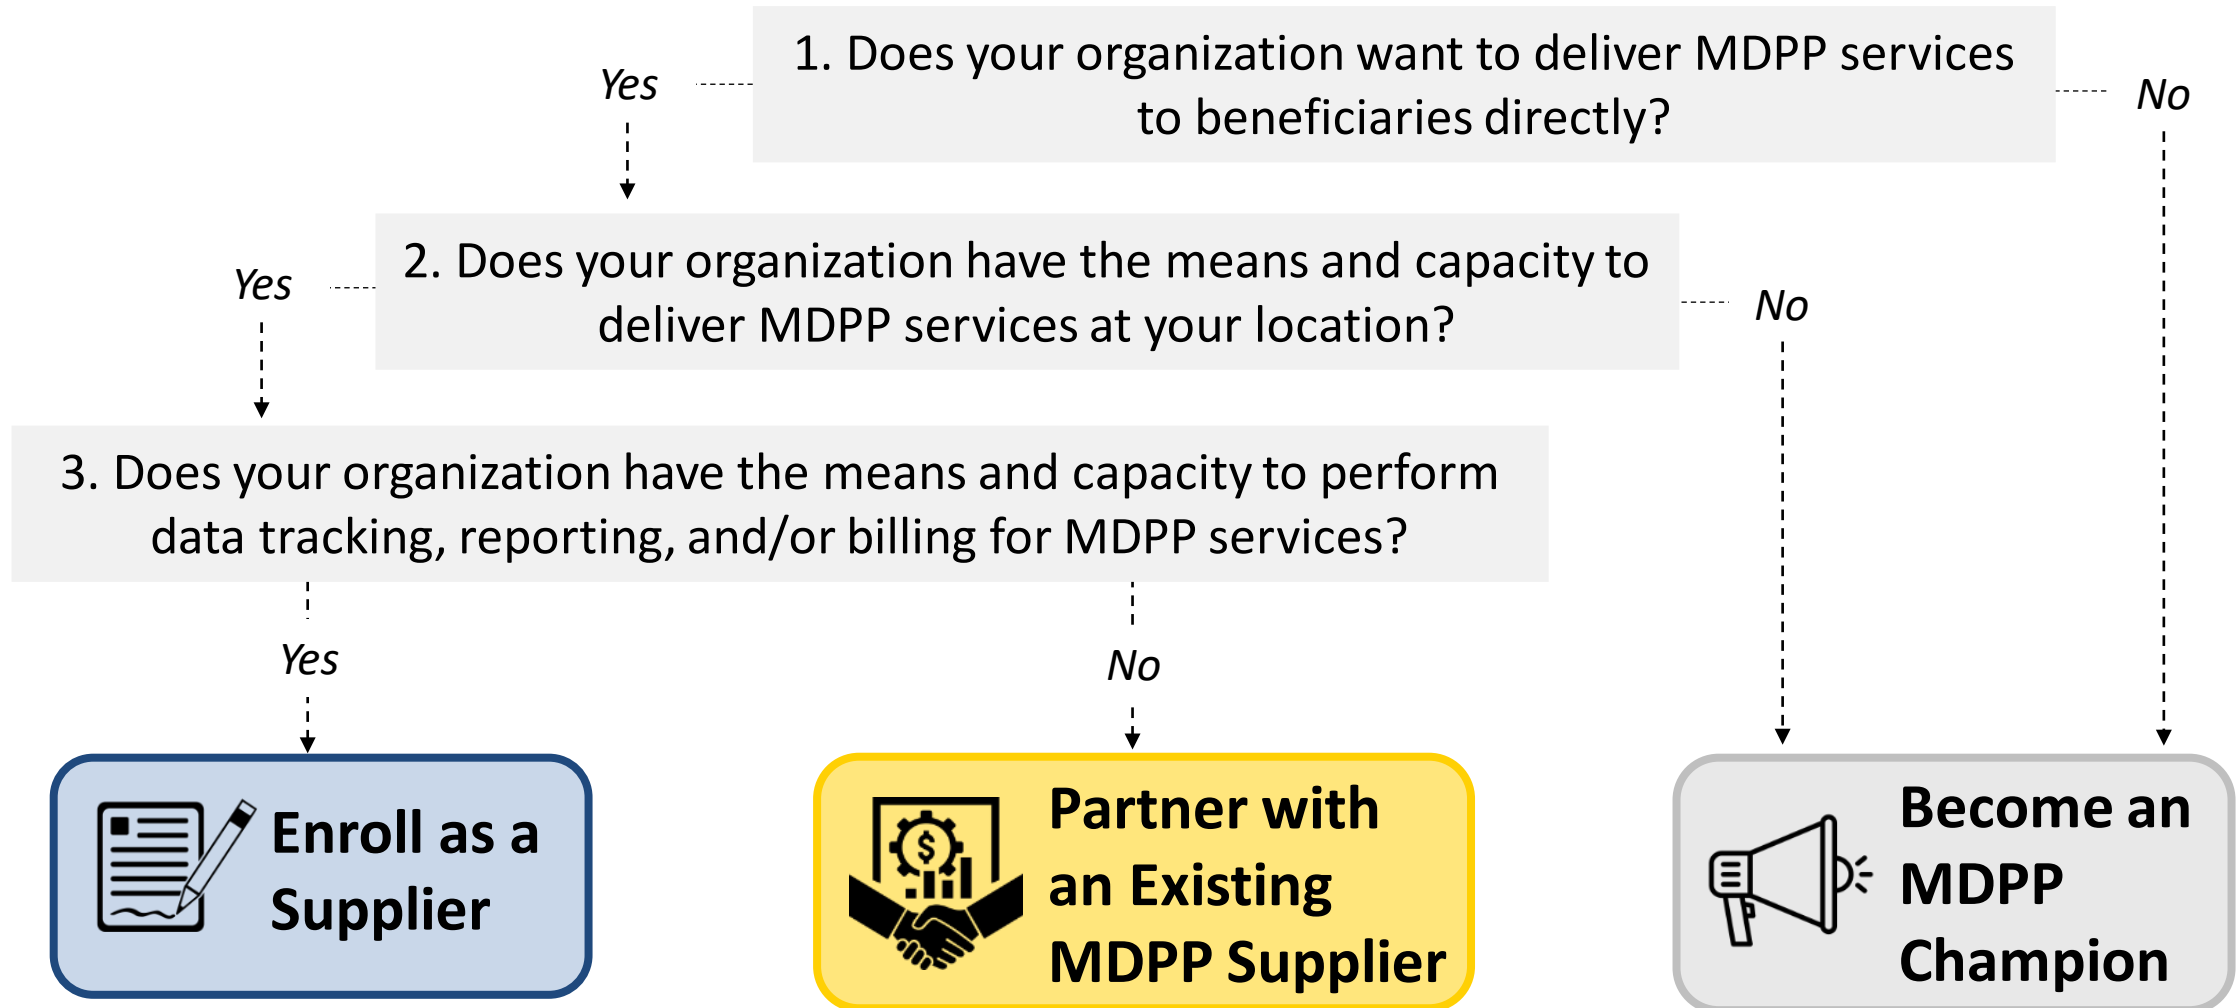 1. Does your organization want to deliver MDPP services
to beneficiaries directly?
Yes
No
2. Does your organization have the means and capacity to
deliver MDPP services at your location?
Yes
No
3. Does your organization have the means and capacity to perform
data tracking, reporting, and/or billing for MDPP services?
Yes
No
Enroll as a
Supplier
$
Partner with
an Existing
MDPP Supplier
Become an
MDPP
Champion